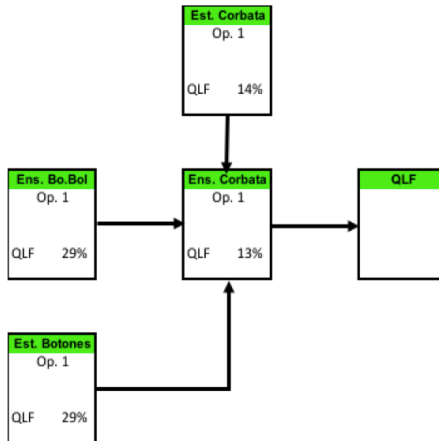 Est. Corbata
Op. 1
QLF 14%
Ens. Bo.Bol
Op. 1
QLF 29%
Ens. Corbata
Op. 1
QLF 13%
QLF
Est. Botones
Op. 1
QLF 29%